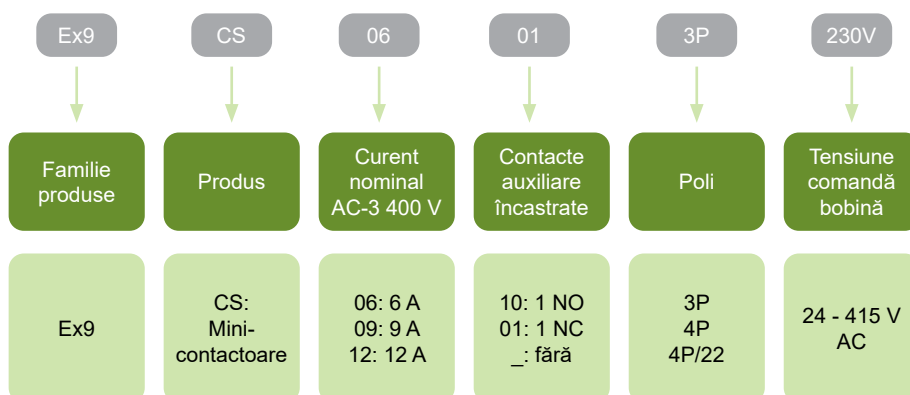 Ex9
CS
06
01
3P
230V
Familie
produse
Produs
Curent
nominal
AC-3 400 V
Contacte
auxiliare
încastrate
Poli
Tensiune
comandă
bobină
Ex9
CS:
Mini-
contactoare
06: 6 A
09: 9 A
12: 12 A
10: 1 NO
01: 1 NC
_: fără
3P
4P
4P/22
24 - 415 V
AC